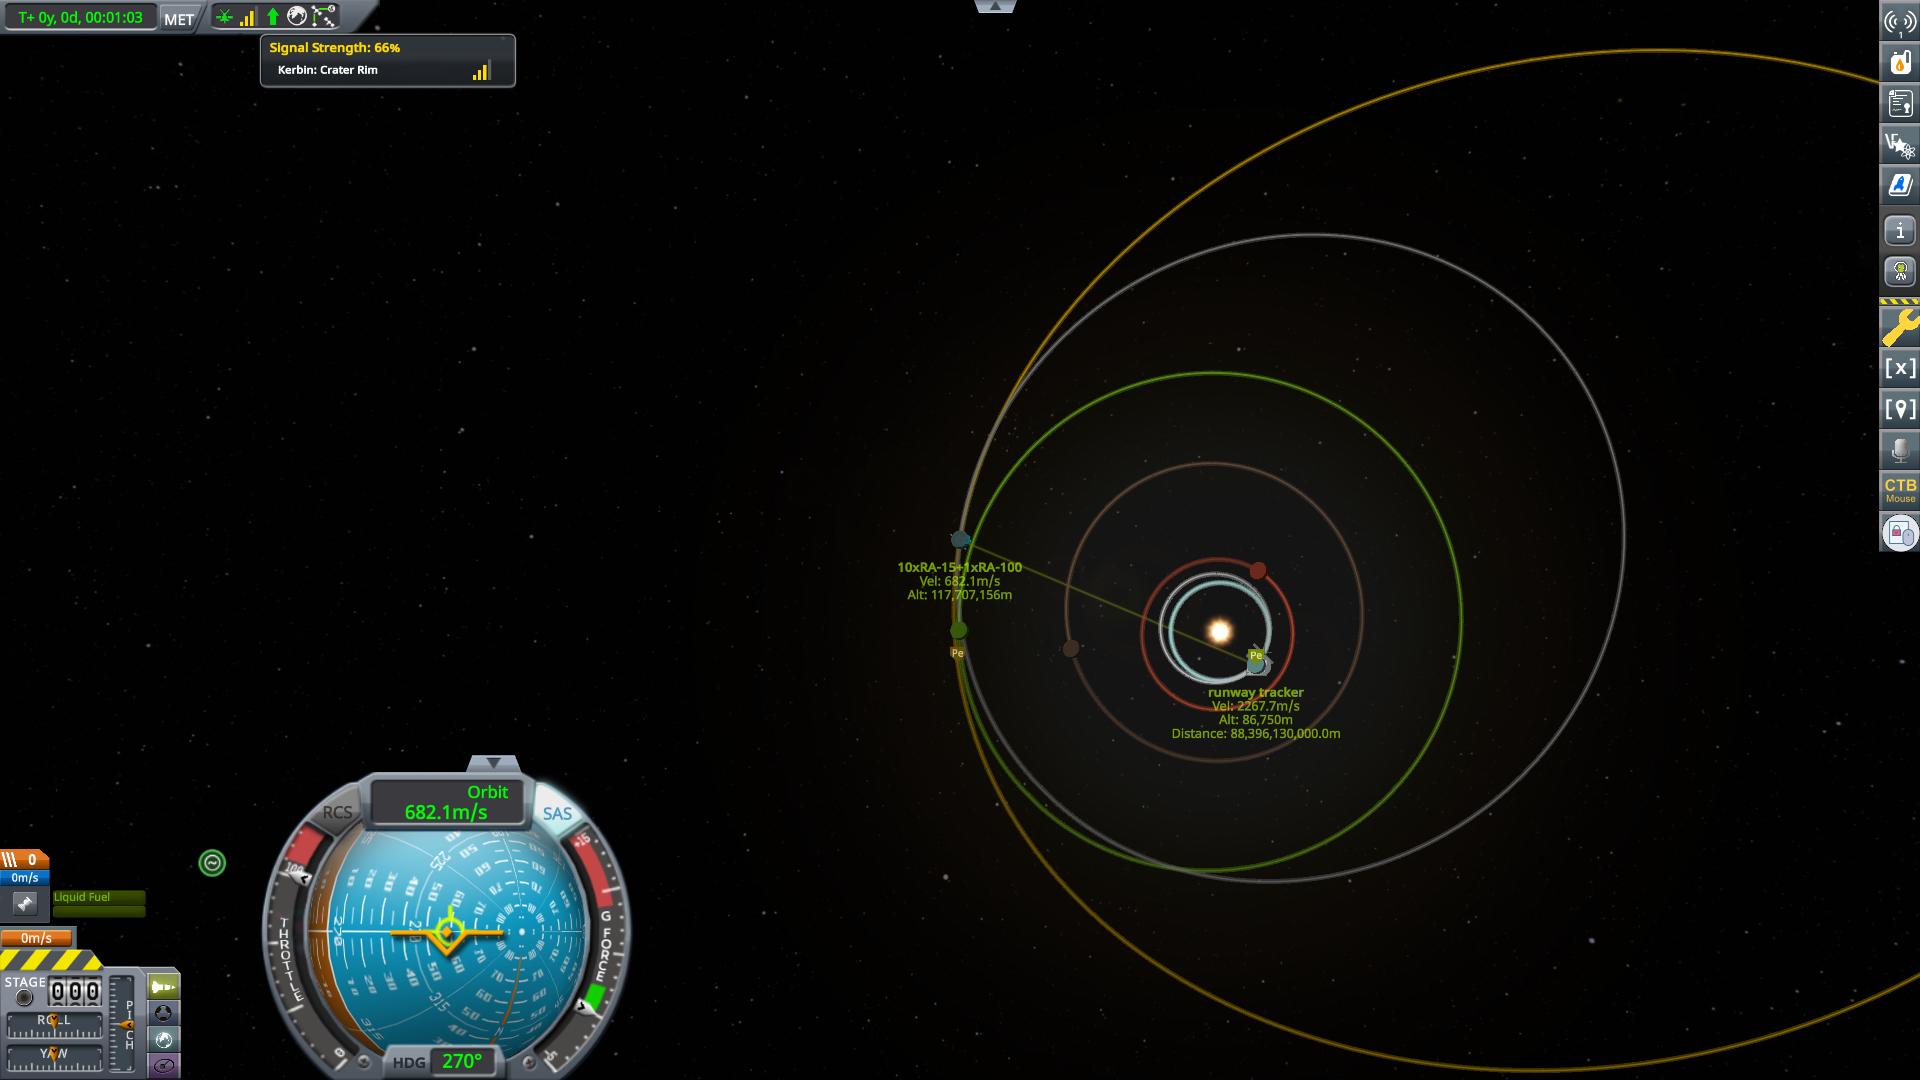 T+ 0y, 0d, 00:01:03 MET
Signal Strength: 66%
Kerbin: Crater Rim
1
[x]
CTB
Mouse
10xRA-15+1xRA-100
Vel: 682.1m/s
Alt: 117,707,156m
Pe
Pe
runway tracker
Vel: 2267.7m/s
Alt: 86,750m
Distance: 88,396,130,000.0m
RCS
Orbit
682.1m/s
SAS
THROTTLE
G FORCE
HDG 270°
0
0m/s
Liquid Fuel
0m/s
STAGE 000
ROLL
YAW
PITCH